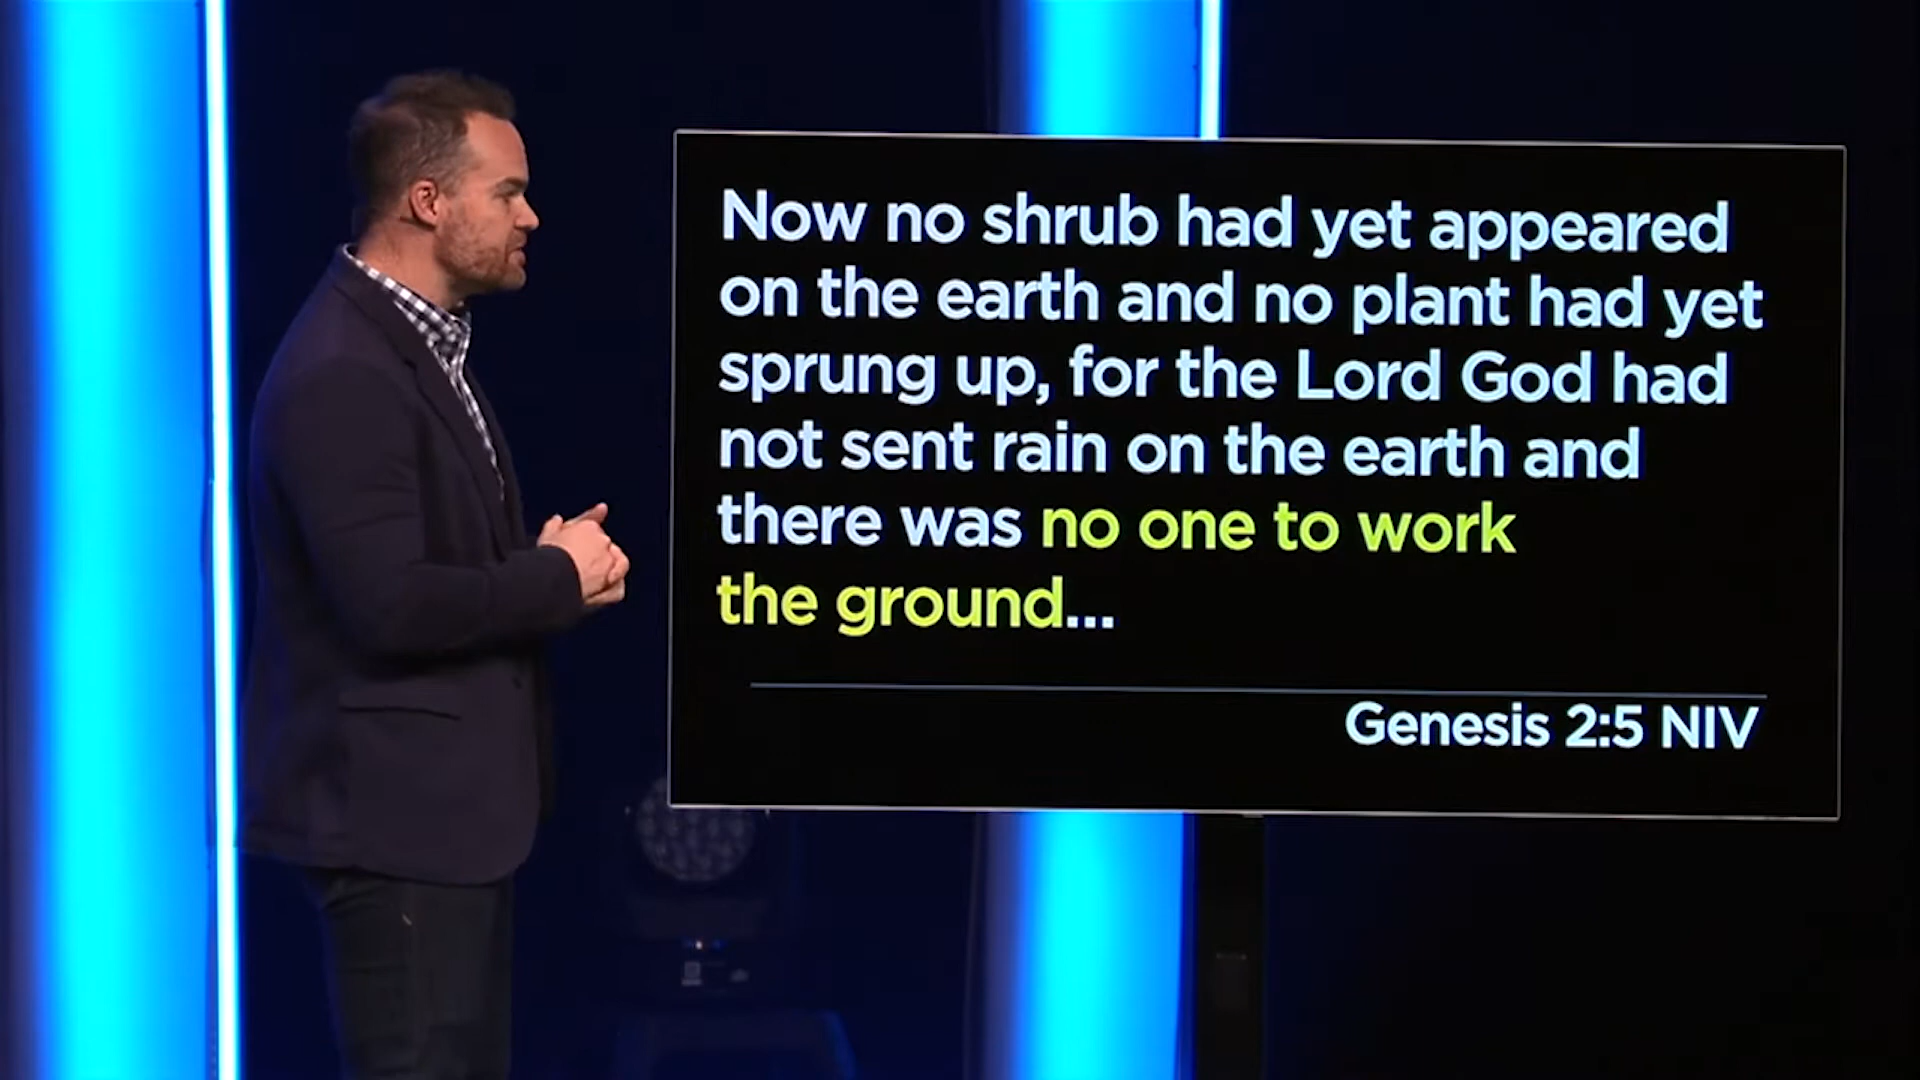 Now no shrub had yet appeared
on the earth and no plant had yet
sprung up, for the Lord God had
not sent rain on the earth and
there was no one to work
the ground...
Genesis 2:5 NIV